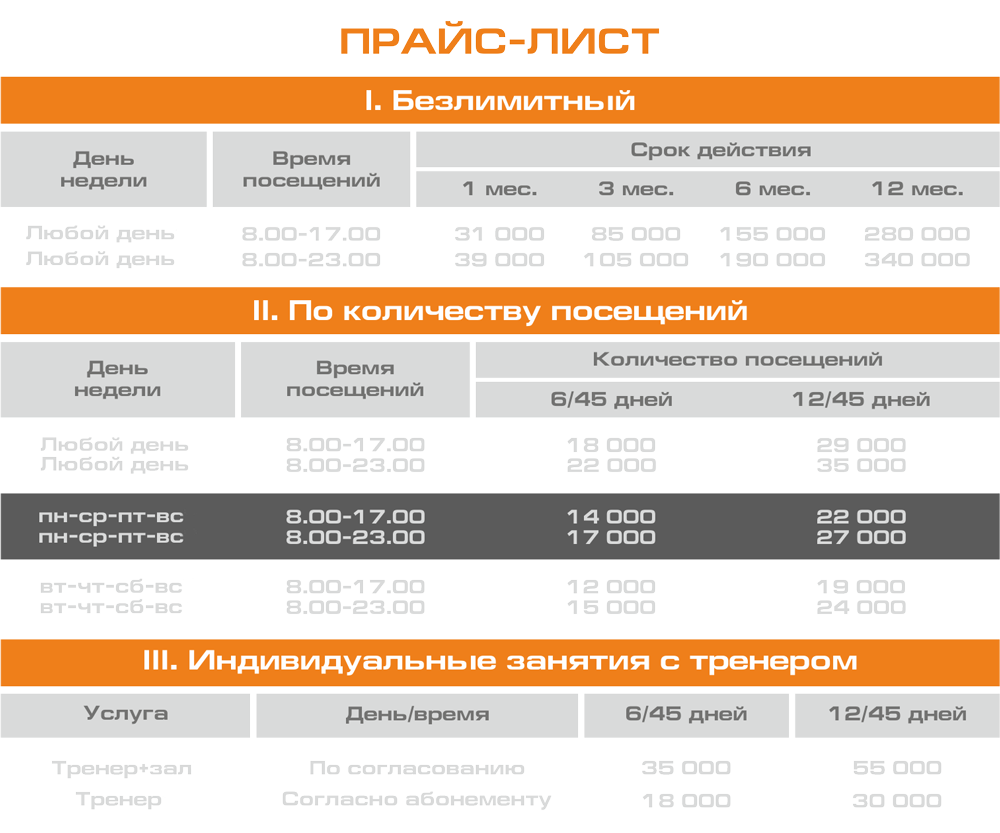 ПРАЙС-ЛИСТ
I. Безлимитный
День недели Время посещений Срок действия
1 мес. 3 мес. 6 мес. 12 мес.
Любой день 8.00-17.00 31 000 85 000 155 000 280 000
Любой день 8.00-23.00 39 000 105 000 190 000 340 000
II. По количеству посещений
День недели Время посещений Количество посещений
6/45 дней 12/45 дней
Любой день 8.00-17.00 18 000 29 000
Любой день 8.00-23.00 22 000 35 000
пн-ср-пт-вс 8.00-17.00 14 000 22 000
пн-ср-пт-вс 8.00-23.00 17 000 27 000
вт-чт-сб-вс 8.00-17.00 12 000 19 000
вт-чт-сб-вс 8.00-23.00 15 000 24 000
III. Индивидуальные занятия с тренером
Услуга День/время 6/45 дней 12/45 дней
Тренер+зал По согласованию 35 000 55 000
Тренер Согласно абонементу 18 000 30 000